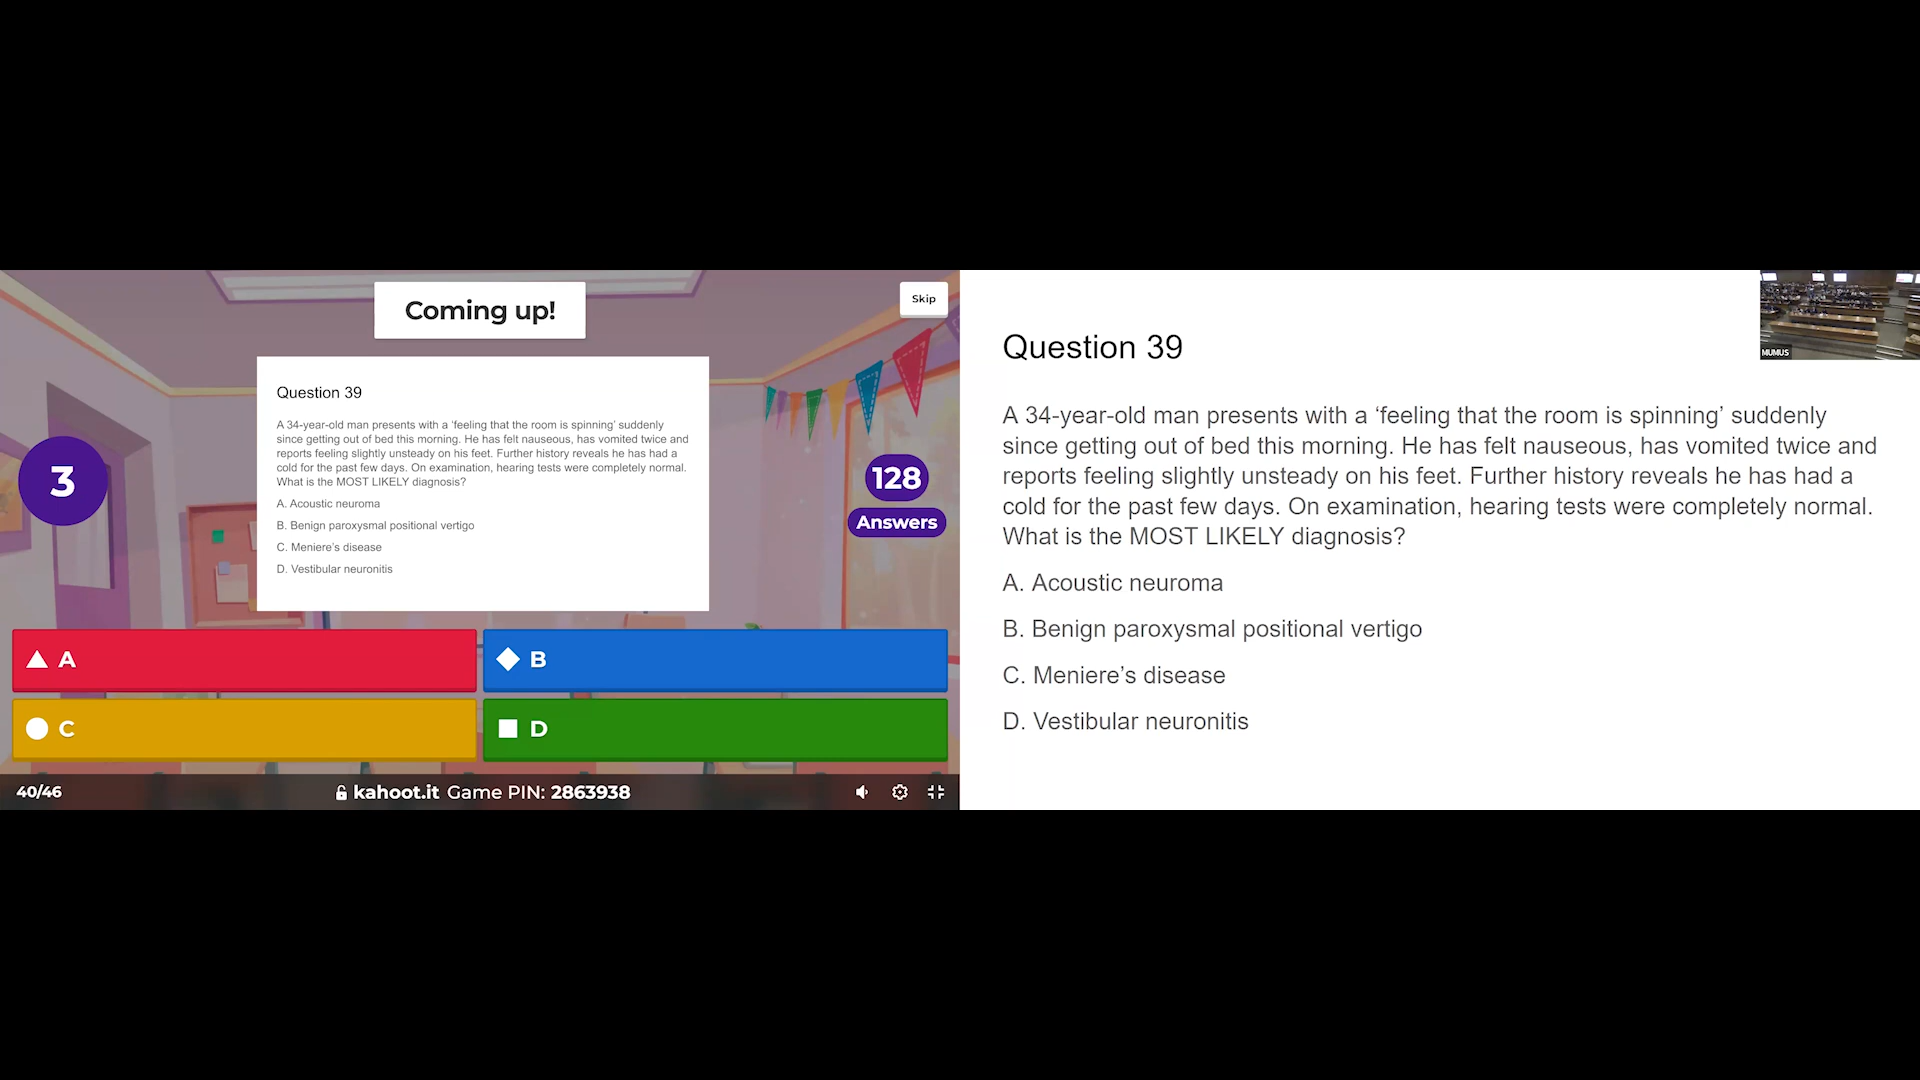 Coming up!
Skip
Question 39
A 34-year-old man presents with a ‘feeling that the room is spinning’ suddenly
since getting out of bed this morning. He has felt nauseous, has vomited twice and
reports feeling slightly unsteady on his feet. Further history reveals he has had a
cold for the past few days. On examination, hearing tests were completely normal.
What is the MOST LIKELY diagnosis?
A. Acoustic neuroma
B. Benign paroxysmal positional vertigo
C. Meniere’s disease
D. Vestibular neuronitis
3
128
Answers
A
B
C
D
40/46
kahoot.it Game PIN: 2863938
Question 39
A 34-year-old man presents with a ‘feeling that the room is spinning’ suddenly
since getting out of bed this morning. He has felt nauseous, has vomited twice and
reports feeling slightly unsteady on his feet. Further history reveals he has had a
cold for the past few days. On examination, hearing tests were completely normal.
What is the MOST LIKELY diagnosis?
A. Acoustic neuroma
B. Benign paroxysmal positional vertigo
C. Meniere’s disease
D. Vestibular neuronitis
MUMUS